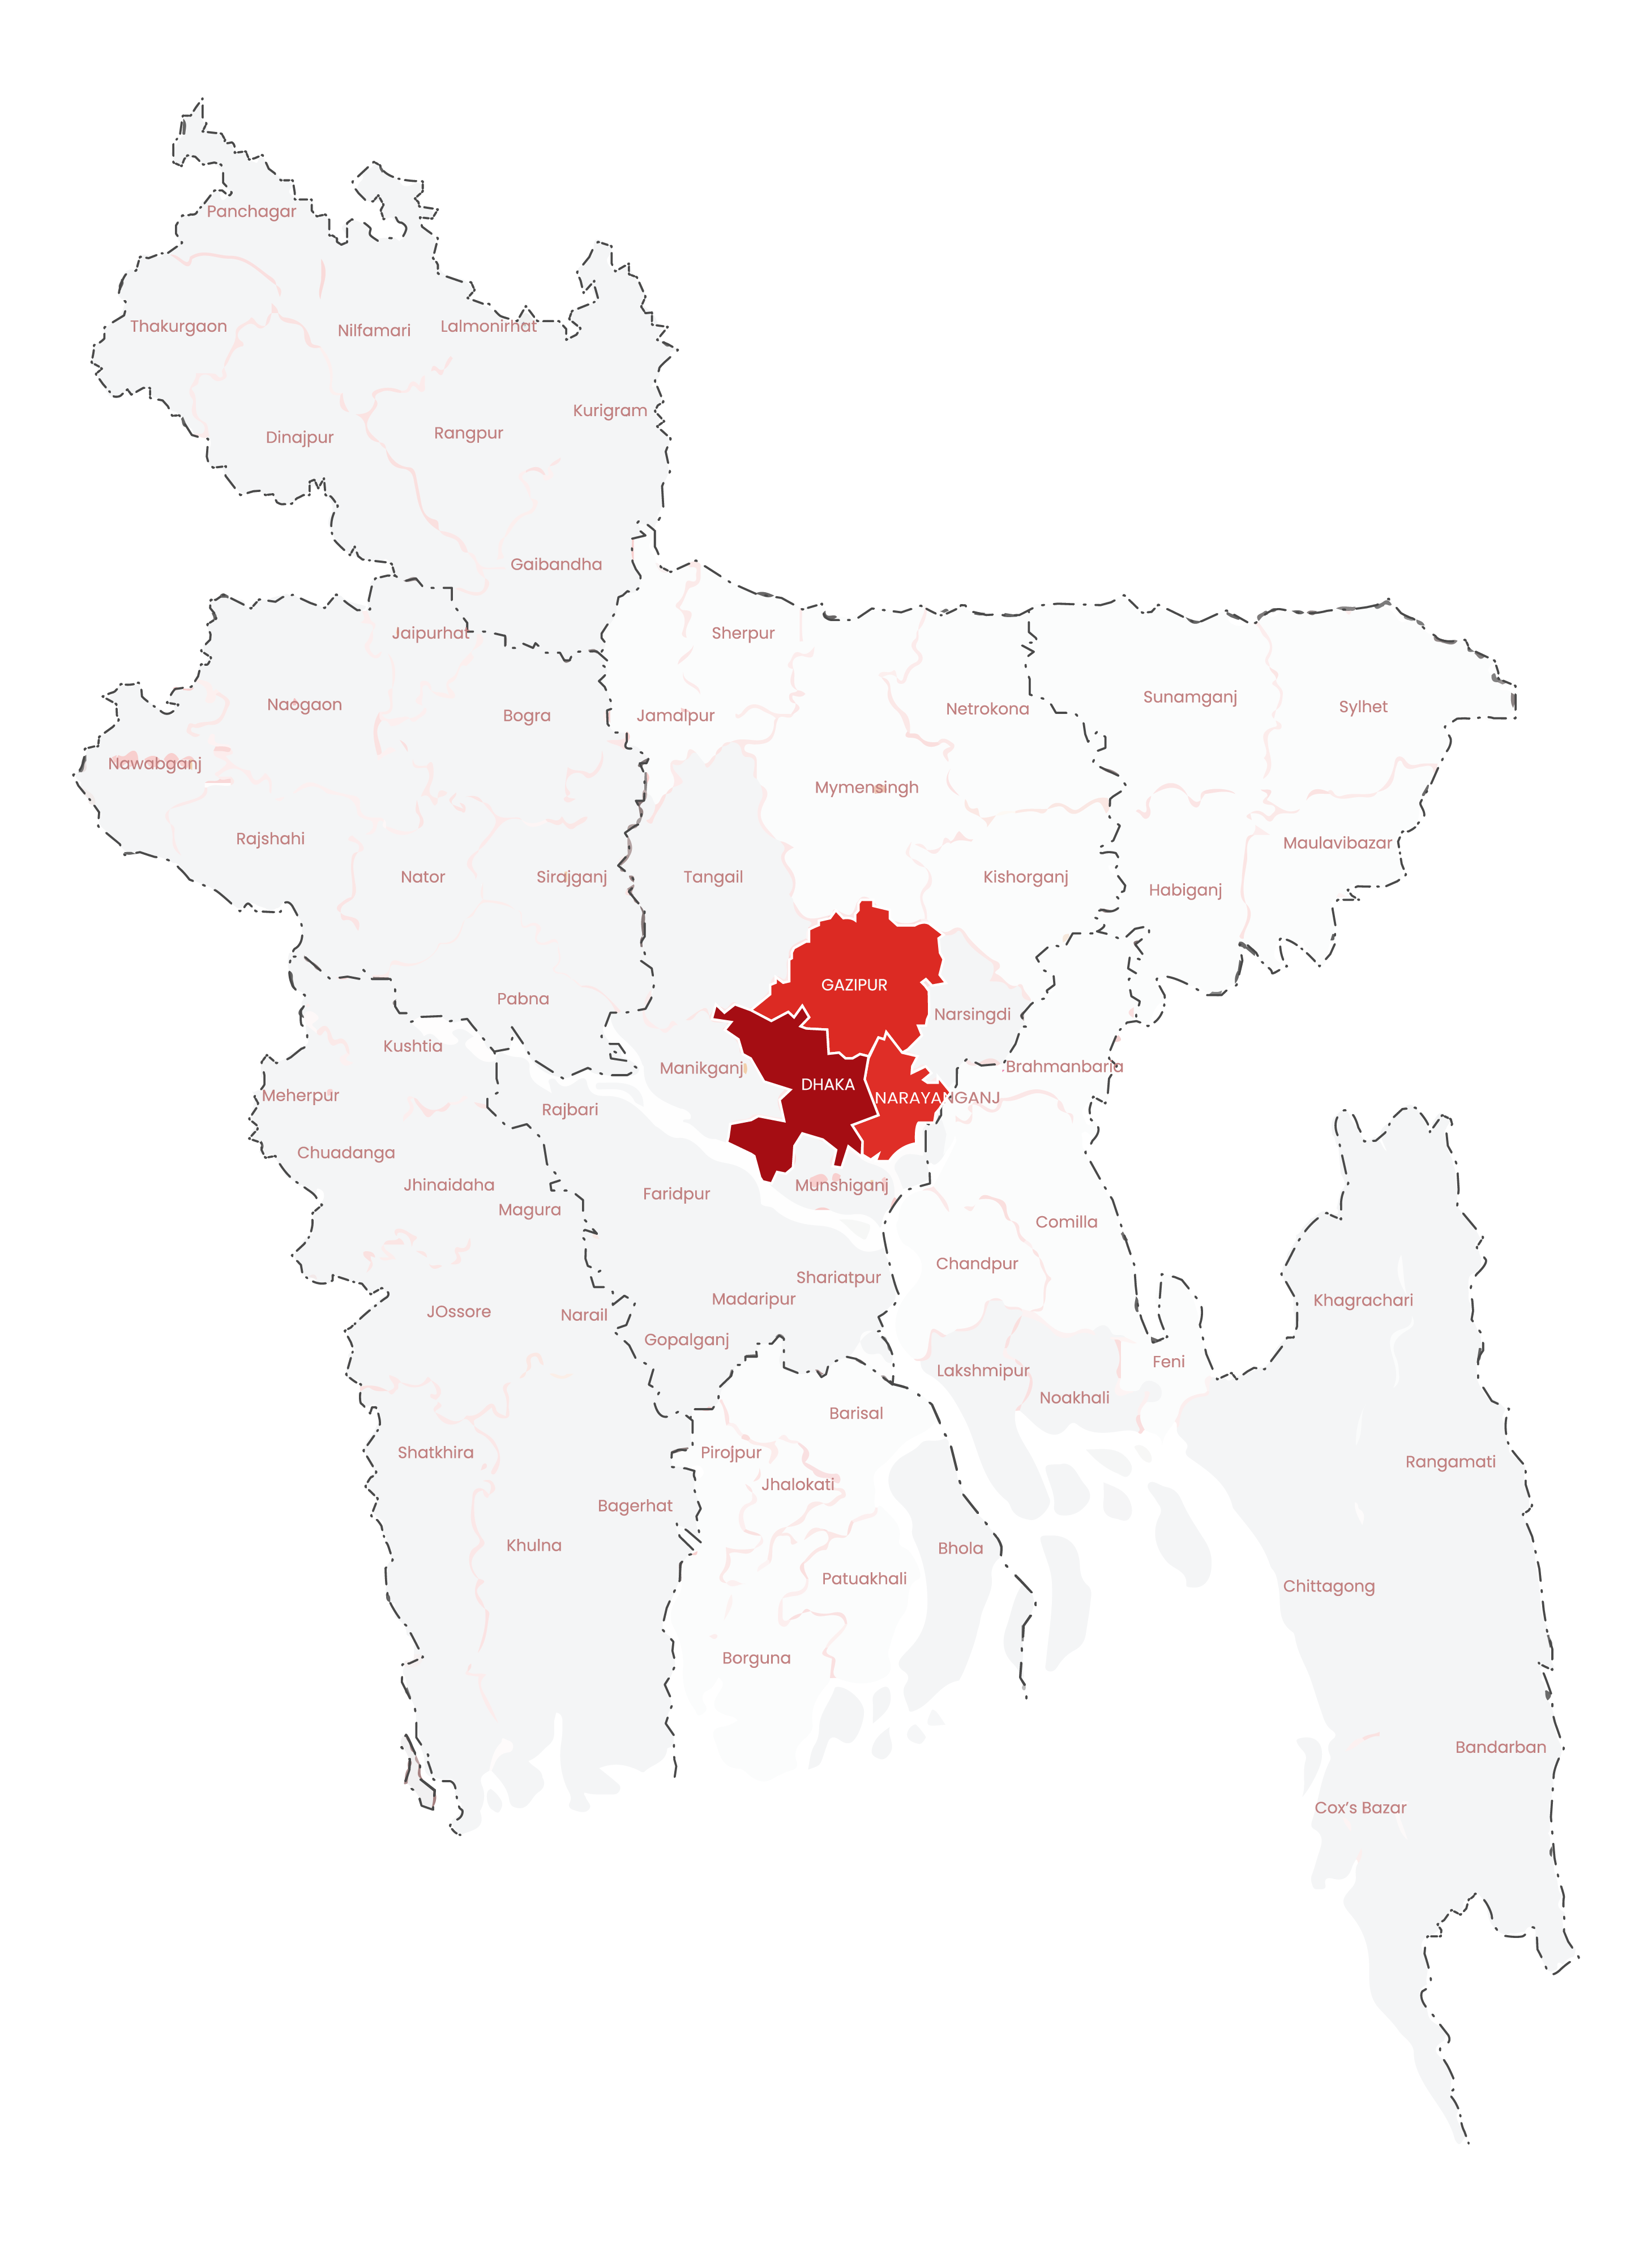 Panchagar
Thakurgaon
Nilfamari
Lalmonirhat
Kurigram
Dinajpur
Rangpur
Gaibandha
Jaipurhat
Sherpur
Naogaon
Bogra
Jamalpur
Netrokona
Sunamganj
Sylhet
Nawabganj
Mymensingh
Rajshahi
Maulavibazar
Nator
Sirajganj
Tangail
Kishorganj
Habiganj
GAZIPUR
Pabna
Narsingdi
Kushtia
Manikganj
Brahmanbaria
DHAKA
Meherpur
NARAYANGANJ
Rajbari
Chuadanga
Jhinaidaha
Munshiganj
Faridpur
Magura
Comilla
Chandpur
Shariatpur
Madaripur
Khagrachari
JOssore
Narail
Gopalganj
Feni
Lakshmipur
Noakhali
Barisal
Shatkhira
Pirojpur
Rangamati
Jhalokati
Bagerhat
Khulna
Bhola
Patuakhali
Chittagong
Borguna
Bandarban
Cox's Bazar